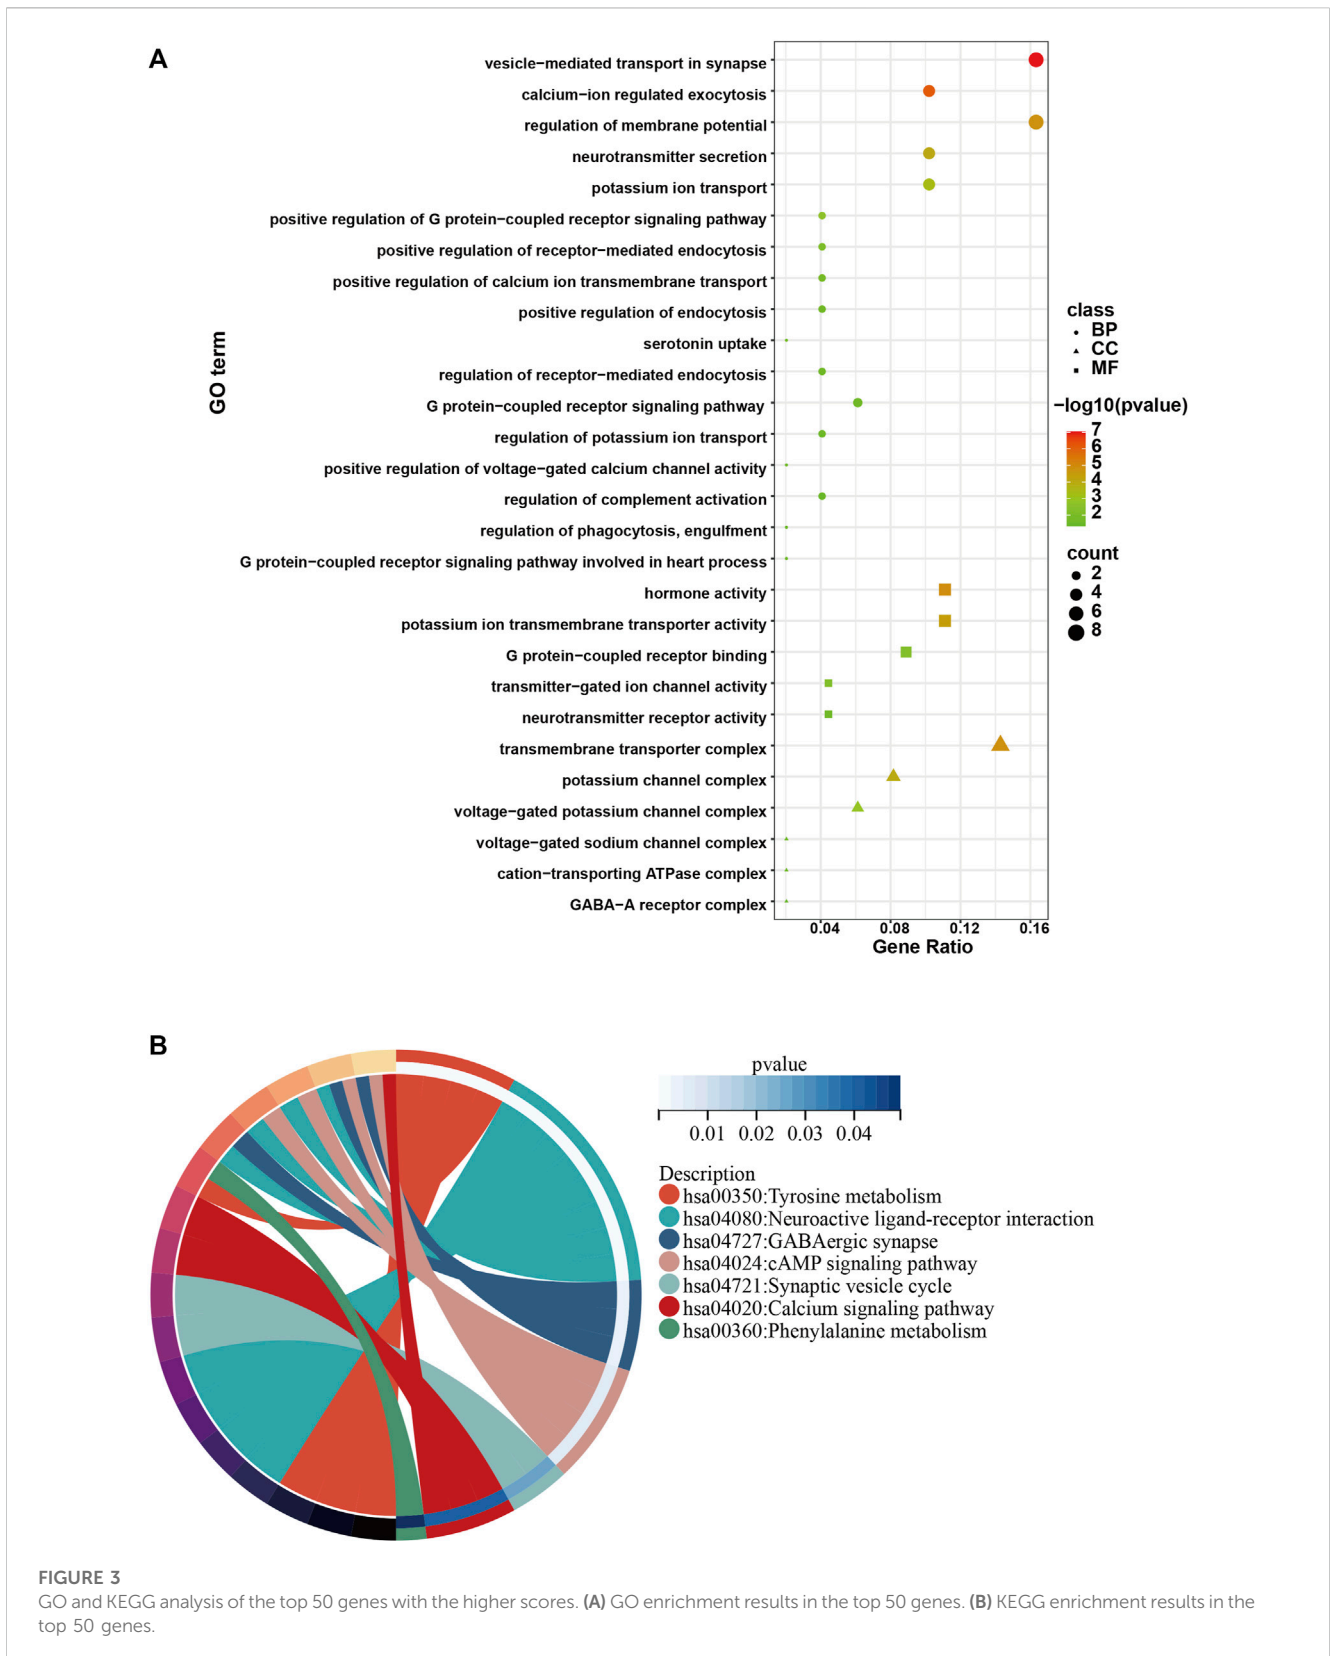 A
vesicle−mediated transport in synapse
calcium−ion regulated exocytosis
regulation of membrane potential
neurotransmitter secretion
potassium ion transport
positive regulation of G protein−coupled receptor signaling pathway
positive regulation of receptor−mediated endocytosis
positive regulation of calcium ion transmembrane transport
positive regulation of endocytosis
serotonin uptake
regulation of receptor−mediated endocytosis
G protein−coupled receptor signaling pathway
regulation of potassium ion transport
positive regulation of voltage−gated calcium channel activity
regulation of complement activation
regulation of phagocytosis, engulfment
G protein−coupled receptor signaling pathway involved in heart process
hormone activity
potassium ion transmembrane transporter activity
G protein−coupled receptor binding
transmitter−gated ion channel activity
neurotransmitter receptor activity
transmembrane transporter complex
potassium channel complex
voltage−gated potassium channel complex
voltage−gated sodium channel complex
cation−transporting ATPase complex
GABA−A receptor complex
GO term
0.04 0.08 0.12 0.16
Gene Ratio
class
BP
CC
MF
−log10(pvalue)
7
6
5
4
3
2
count
2
4
6
8
B
pvalue
0.01 0.02 0.03 0.04
Description
hsa00350:Tyrosine metabolism
hsa04080:Neuroactive ligand-receptor interaction
hsa04727:GABAergic synapse
hsa04024:cAMP signaling pathway
hsa04721:Synaptic vesicle cycle
hsa04020:Calcium signaling pathway
hsa00360:Phenylalanine metabolism
FIGURE 3
GO and KEGG analysis of the top 50 genes with the higher scores. (A) GO enrichment results in the top 50 genes. (B) KEGG enrichment results in the
top 50 genes.